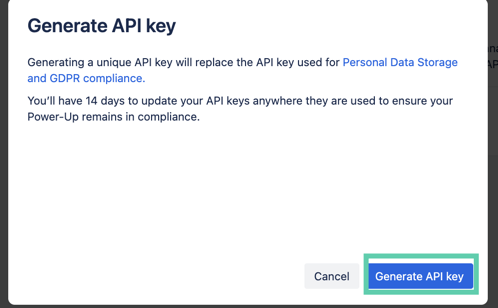 Generate API key
Generating a unique API key will replace the API key used for Personal Data Storage
and GDPR compliance.
You’ll have 14 days to update your API keys anywhere they are used to ensure your
Power-Up remains in compliance.
Cancel
Generate API key